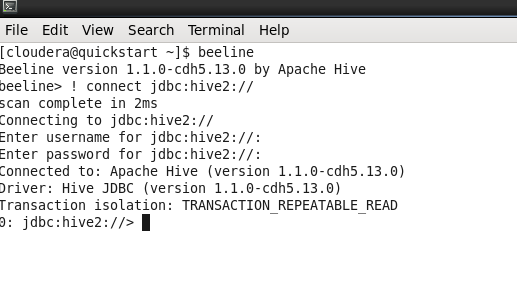 File Edit View Search Terminal Help
[cloudera@quickstart ~]$ beeline
Beeline version 1.1.0-cdh5.13.0 by Apache Hive
beeline> ! connect jdbc:hive2://
scan complete in 2ms
Connecting to jdbc:hive2://
Enter username for jdbc:hive2://:
Enter password for jdbc:hive2://:
Connected to: Apache Hive (version 1.1.0-cdh5.13.0)
Driver: Hive JDBC (version 1.1.0-cdh5.13.0)
Transaction isolation: TRANSACTION_REPEATABLE_READ
0: jdbc:hive2://>